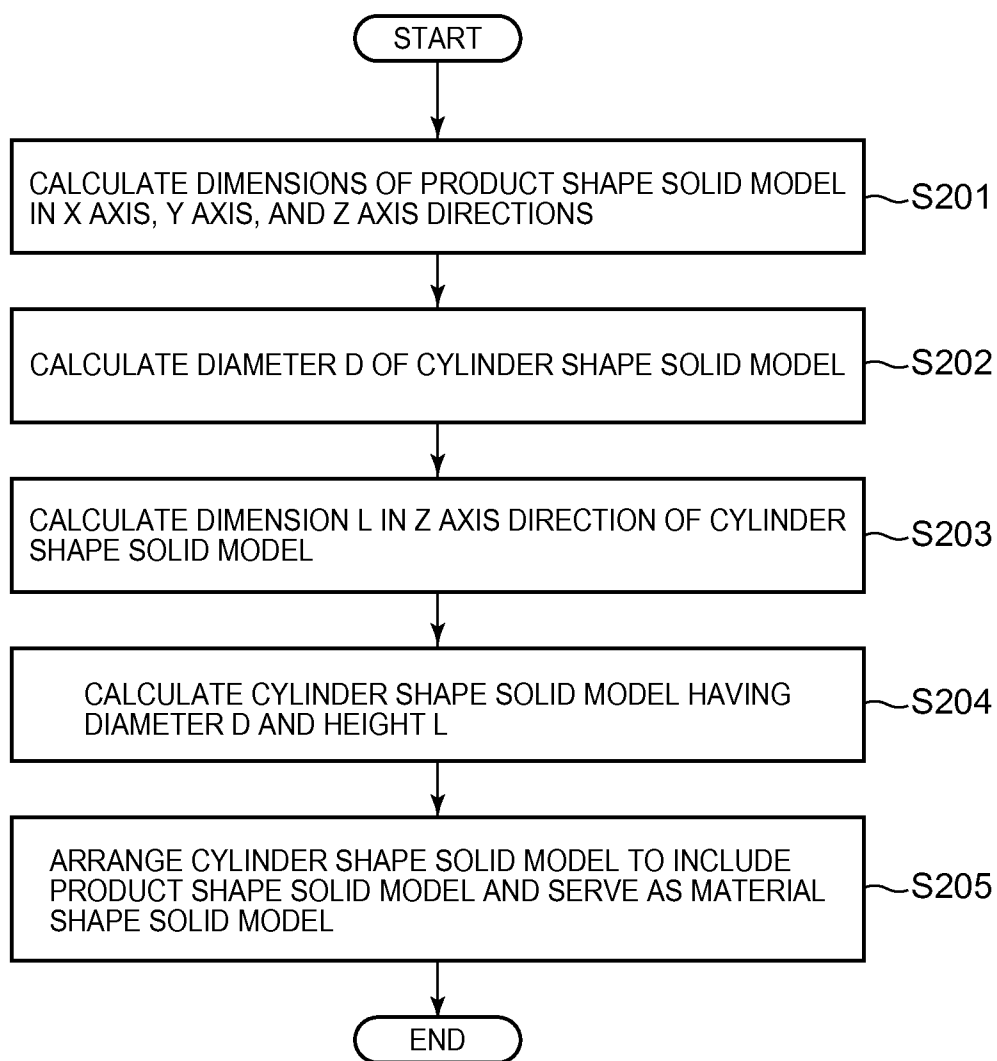 START
CALCULATE DIMENSIONS OF PRODUCT SHAPE SOLID MODEL
IN X AXIS, Y AXIS, AND Z AXIS DIRECTIONS
S201
CALCULATE DIAMETER D OF CYLINDER SHAPE SOLID MODEL
S202
CALCULATE DIMENSION L IN Z AXIS DIRECTION OF CYLINDER
SHAPE SOLID MODEL
S203
CALCULATE CYLINDER SHAPE SOLID MODEL HAVING
DIAMETER D AND HEIGHT L
S204
ARRANGE CYLINDER SHAPE SOLID MODEL TO INCLUDE
PRODUCT SHAPE SOLID MODEL AND SERVE AS MATERIAL
SHAPE SOLID MODEL
S205
END